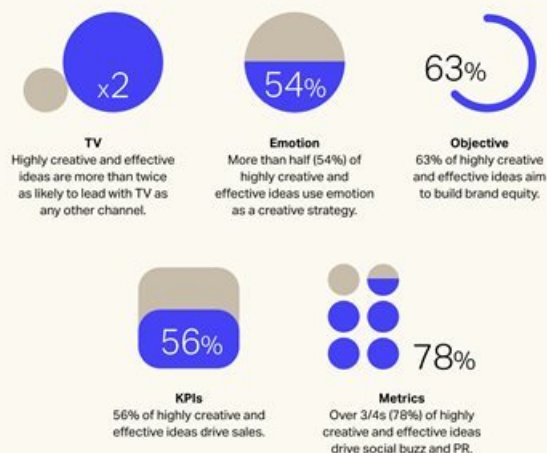 x2
54%
63%
TV
Highly creative and effective
ideas are more than twice
as likely to lead with TV as
any other channel.
Emotion
More than half (54%) of
highly creative and
effective ideas use emotion
as a creative strategy.
Objective
63% of highly creative
and effective ideas aim
to build brand equity.
56%
78%
KPIs
56% of highly creative and
effective ideas drive sales.
Metrics
Over 3/4s (78%) of highly
creative and effective ideas
drive social buzz and PR.